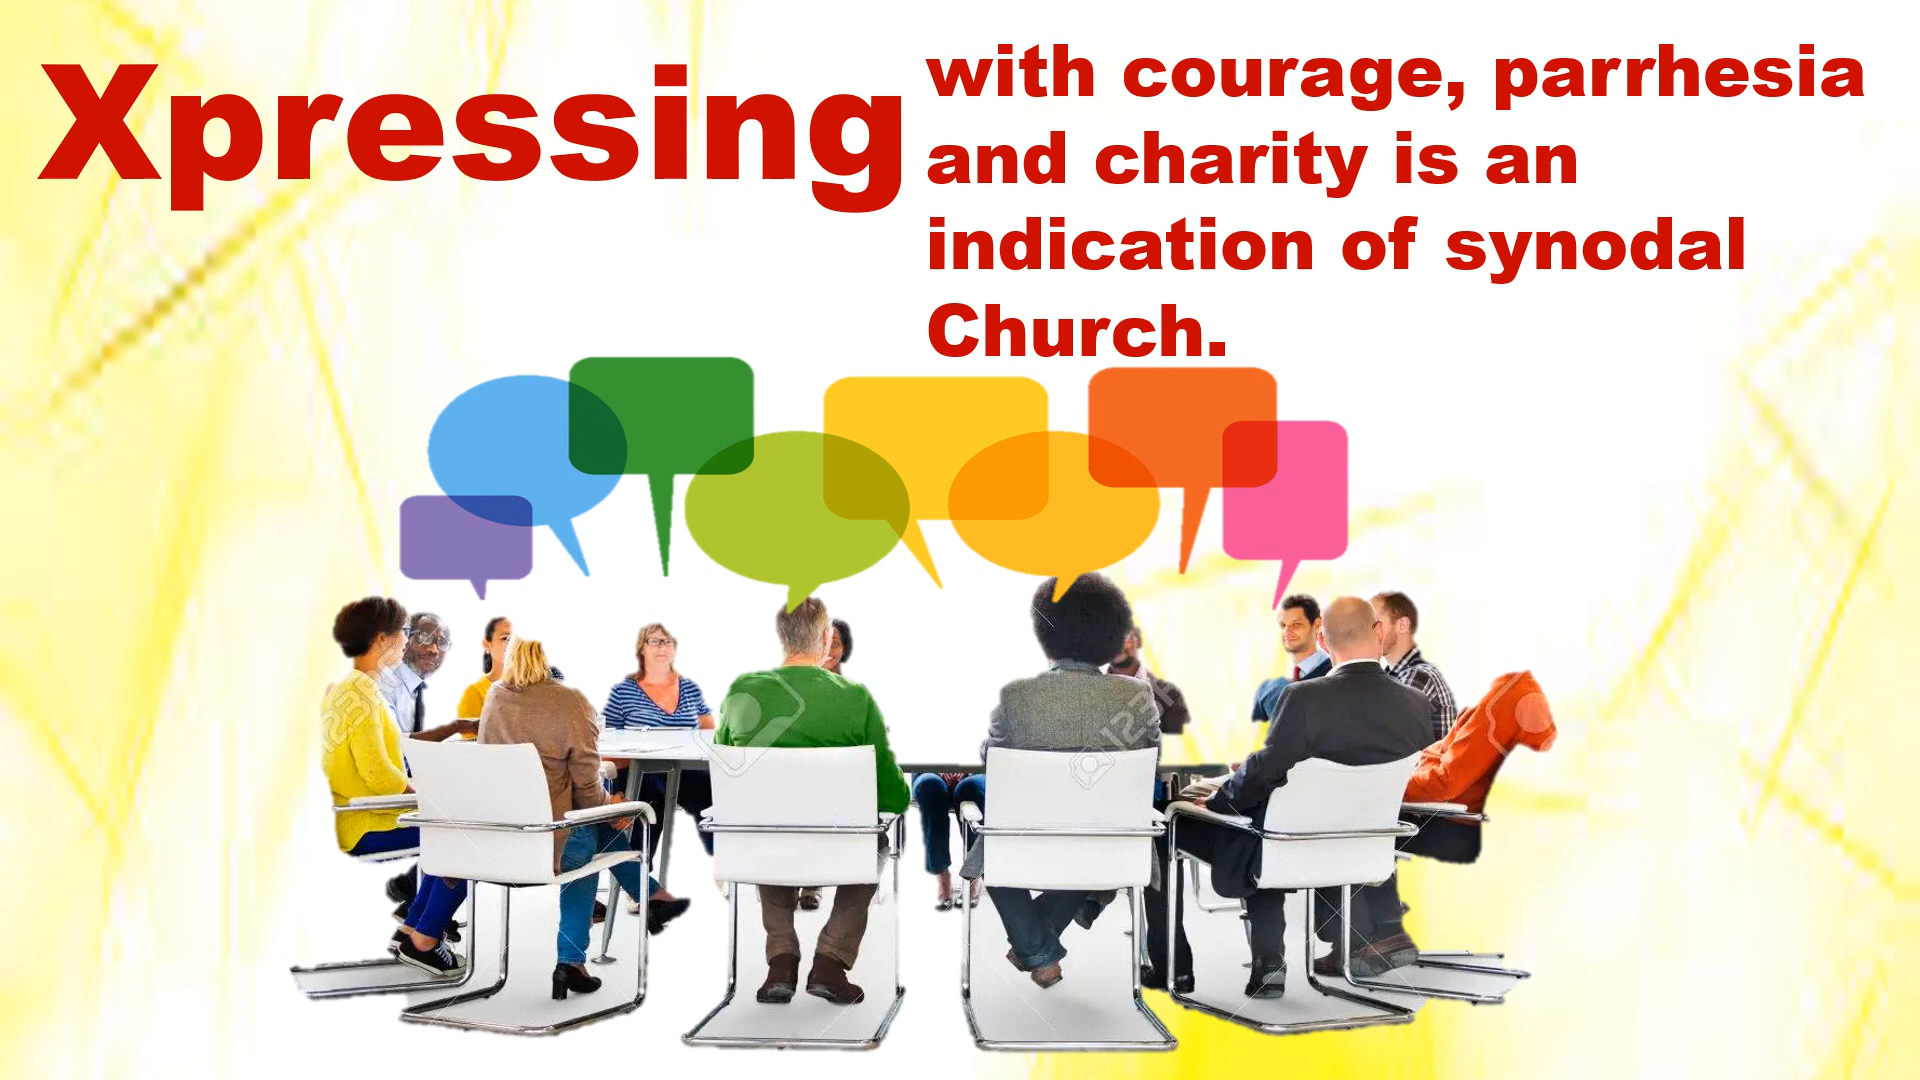 Xpressing
with courage, parrhesia
and charity is an
indication of synodal
Church.